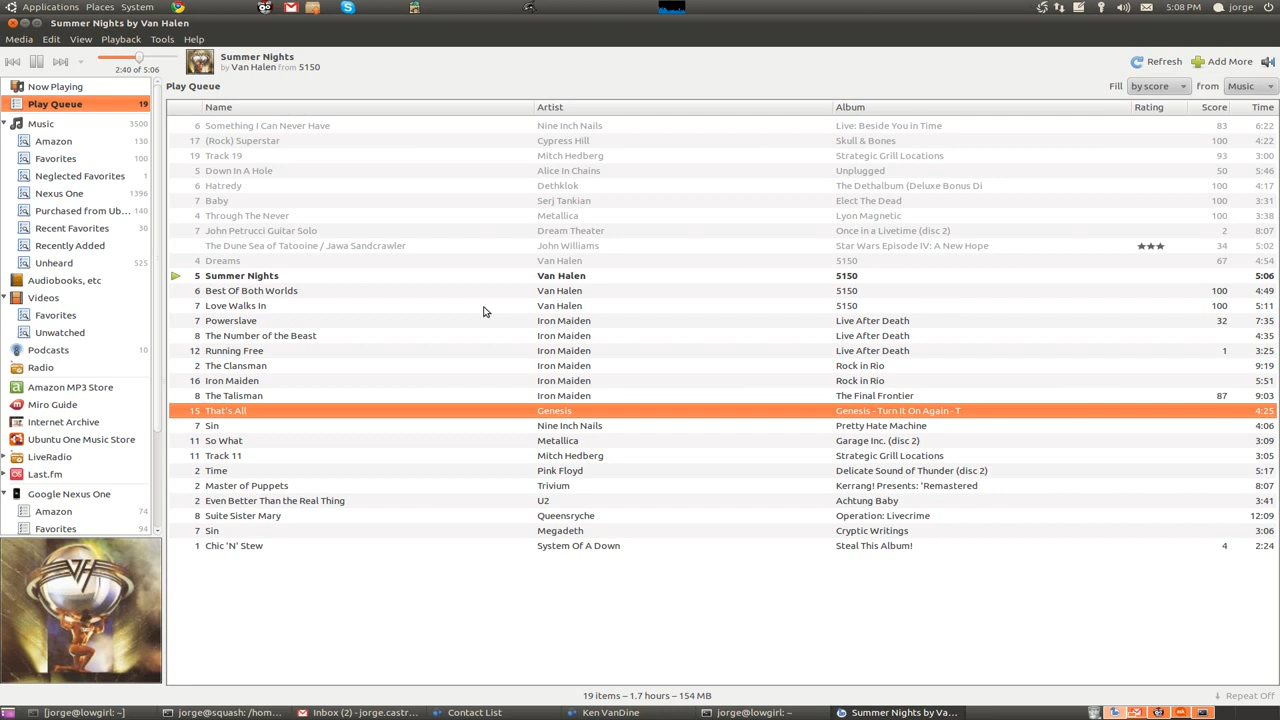 Applications Places System 5:08 PM jorge
Summer Nights by Van Halen
Media Edit View Playback Tools Help
Summer Nights
by Van Halen from 5150
2:40 of 5:06
Refresh Add More
Now Playing
Play Queue 19
Music 3500
Amazon 130
Favorites 100
Neglected Favorites 1
Nexus One 1396
Purchased from Ub... 140
Recent Favorites 30
Recently Added
Unheard 525
Audiobooks, etc
Videos
Favorites
Unwatched
Podcasts 10
Radio
Amazon MP3 Store
Miro Guide
Internet Archive
Ubuntu One Music Store
LiveRadio
Last.fm
Google Nexus One
Amazon 74
Favorites 94
Play Queue
Fill by score from Music
Name Artist Album Rating Score Time
6 Something I Can Never Have Nine Inch Nails Live: Beside You in Time 83 6:22
17 (Rock) Superstar Cypress Hill Skull & Bones 100 4:22
19 Track 19 Mitch Hedberg Strategic Grill Locations 93 3:00
5 Down In A Hole Alice In Chains Unplugged 50 5:46
6 Hatredy Dethklok The Dethalbum (Deluxe Bonus Di 100 4:17
7 Baby Serj Tankian Elect The Dead 100 3:31
4 Through The Never Metallica Lyon Magnetic 100 3:38
7 John Petrucci Guitar Solo Dream Theater Once in a Livetime (disc 2) 2 8:07
The Dune Sea of Tatooine / Jawa Sandcrawler John Williams Star Wars Episode IV: A New Hope ★★★ 34 5:02
4 Dreams Van Halen 5150 67 4:54
5 Summer Nights Van Halen 5150 5:06
6 Best Of Both Worlds Van Halen 5150 100 4:49
7 Love Walks In Van Halen 5150 100 5:11
7 Powerslave Iron Maiden Live After Death 32 7:35
8 The Number of the Beast Iron Maiden Live After Death 4:35
12 Running Free Iron Maiden Live After Death 1 3:25
2 The Clansman Iron Maiden Rock in Rio 9:19
16 Iron Maiden Iron Maiden Rock in Rio 5:51
8 The Talisman Iron Maiden The Final Frontier 87 9:03
15 That's All Genesis Genesis - Turn It On Again - T 4:25
7 Sin Nine Inch Nails Pretty Hate Machine 4:06
11 So What Metallica Garage Inc. (disc 2) 3:09
11 Track 11 Mitch Hedberg Strategic Grill Locations 3:05
2 Time Pink Floyd Delicate Sound of Thunder (disc 2) 5:17
2 Master of Puppets Trivium Kerrang! Presents: 'Remastered 8:07
2 Even Better Than the Real Thing U2 Achtung Baby 3:41
8 Suite Sister Mary Queensryche Operation: Livecrime 12:09
7 Sin Megadeth Cryptic Writings 3:06
1 Chic 'N' Stew System Of A Down Steal This Album! 4 2:24
VH
19 items – 1.7 hours – 154 MB
Repeat Off
[jorge@lowgirl: ~] jorge@squash: /hom... Inbox (2) - jorge.castr... Contact List Ken VanDine jorge@lowgirl: ~ Summer Nights by Va...